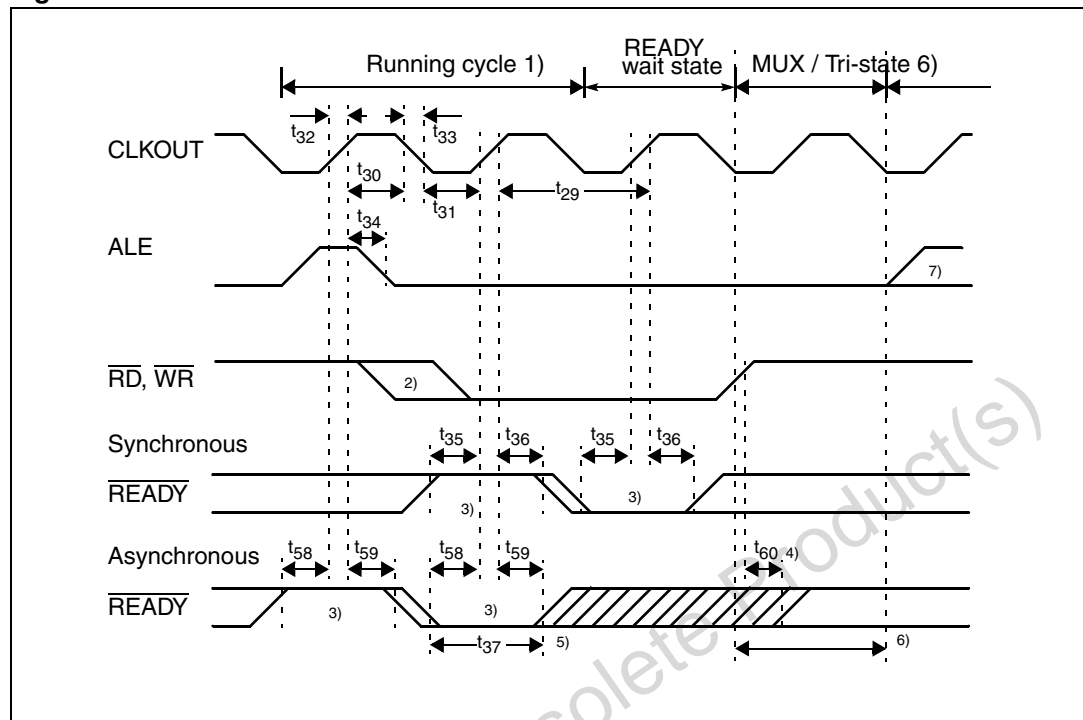 READY
Running cycle 1)
wait state
MUX / Tri-state 6)
t32
t33
CLKOUT
t30
t31
t29
t34
ALE
7)
RD, WR
2)
Synchronous
t35
t36
t35
t36
READY
3)
3)
Asynchronous
t58
t59
t58
t59
t60 4)
READY
3)
3)
t37
5)
6)
solete Product(s)